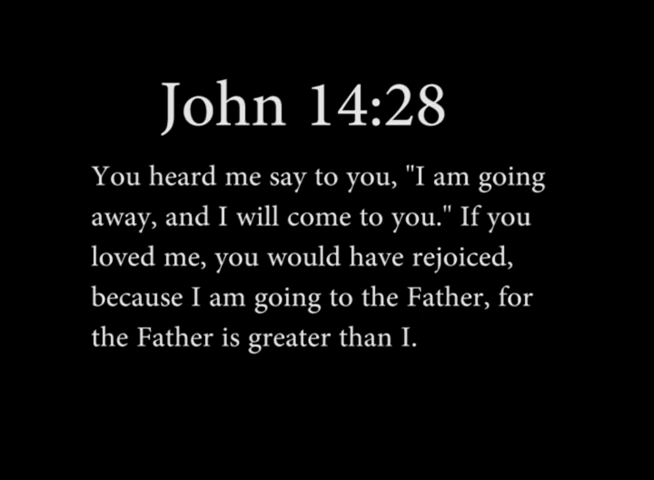 John 14:28
You heard me say to you, "I am going
away, and I will come to you." If you
loved me, you would have rejoiced,
because I am going to the Father, for
the Father is greater than I.